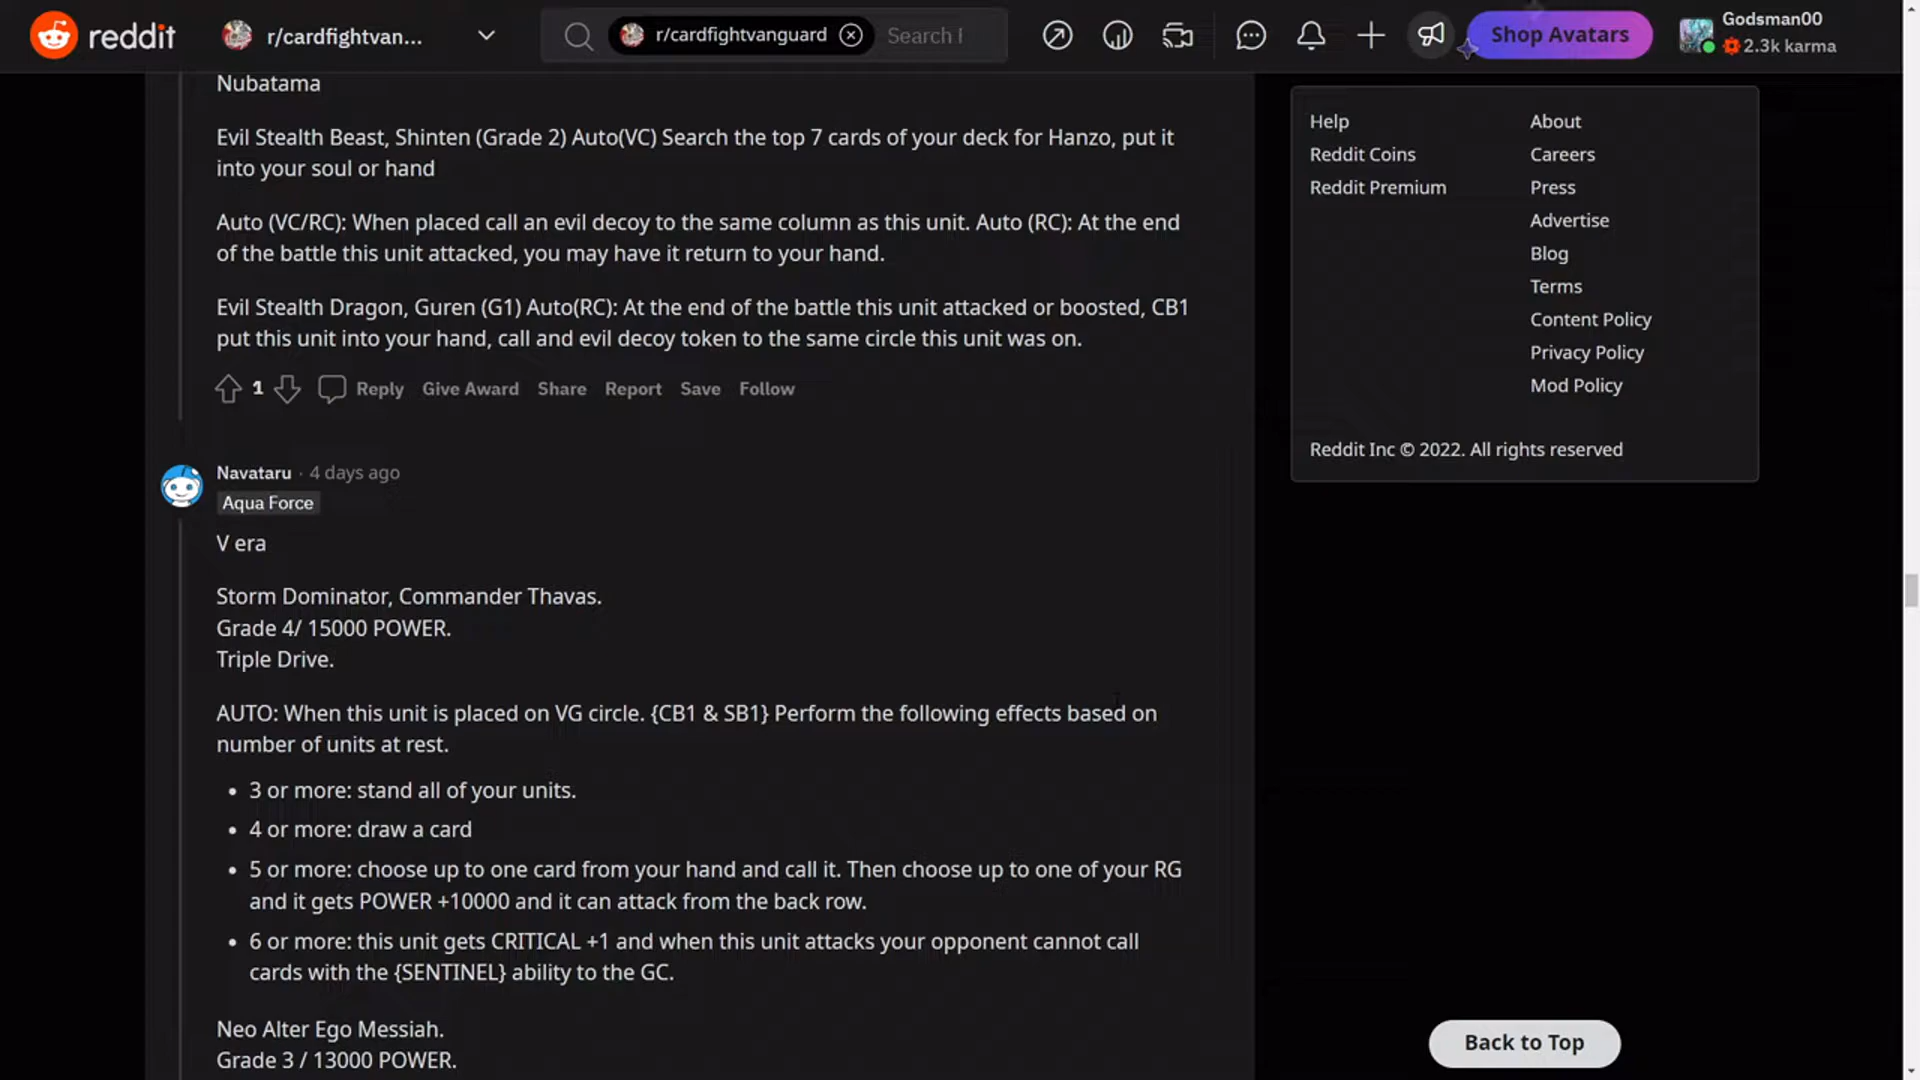 reddit
r/cardfightvan...
r/cardfightvanguard
Shop Avatars
Godsman00
2.3k karma
Nubatama
Evil Stealth Beast, Shinten (Grade 2) Auto(VC) Search the top 7 cards of your deck for Hanzo, put it
into your soul or hand
Auto (VC/RC): When placed call an evil decoy to the same column as this unit. Auto (RC): At the end
of the battle this unit attacked, you may have it return to your hand.
Evil Stealth Dragon, Guren (G1) Auto(RC): At the end of the battle this unit attacked or boosted, CB1
put this unit into your hand, call and evil decoy token to the same circle this unit was on.
1 Reply Give Award Share Report Save Follow
Navataru · 4 days ago
Aqua Force
V era
Storm Dominator, Commander Thavas.
Grade 4/ 15000 POWER.
Triple Drive.
AUTO: When this unit is placed on VG circle. {CB1 & SB1} Perform the following effects based on
number of units at rest.
• 3 or more: stand all of your units.
• 4 or more: draw a card
• 5 or more: choose up to one card from your hand and call it. Then choose up to one of your RG
and it gets POWER +10000 and it can attack from the back row.
• 6 or more: this unit gets CRITICAL +1 and when this unit attacks your opponent cannot call
cards with the {SENTINEL} ability to the GC.
Neo Alter Ego Messiah.
Grade 3 / 13000 POWER.
Help
Reddit Coins
Reddit Premium
About
Careers
Press
Advertise
Blog
Terms
Content Policy
Privacy Policy
Mod Policy
Reddit Inc © 2022. All rights reserved
Back to Top